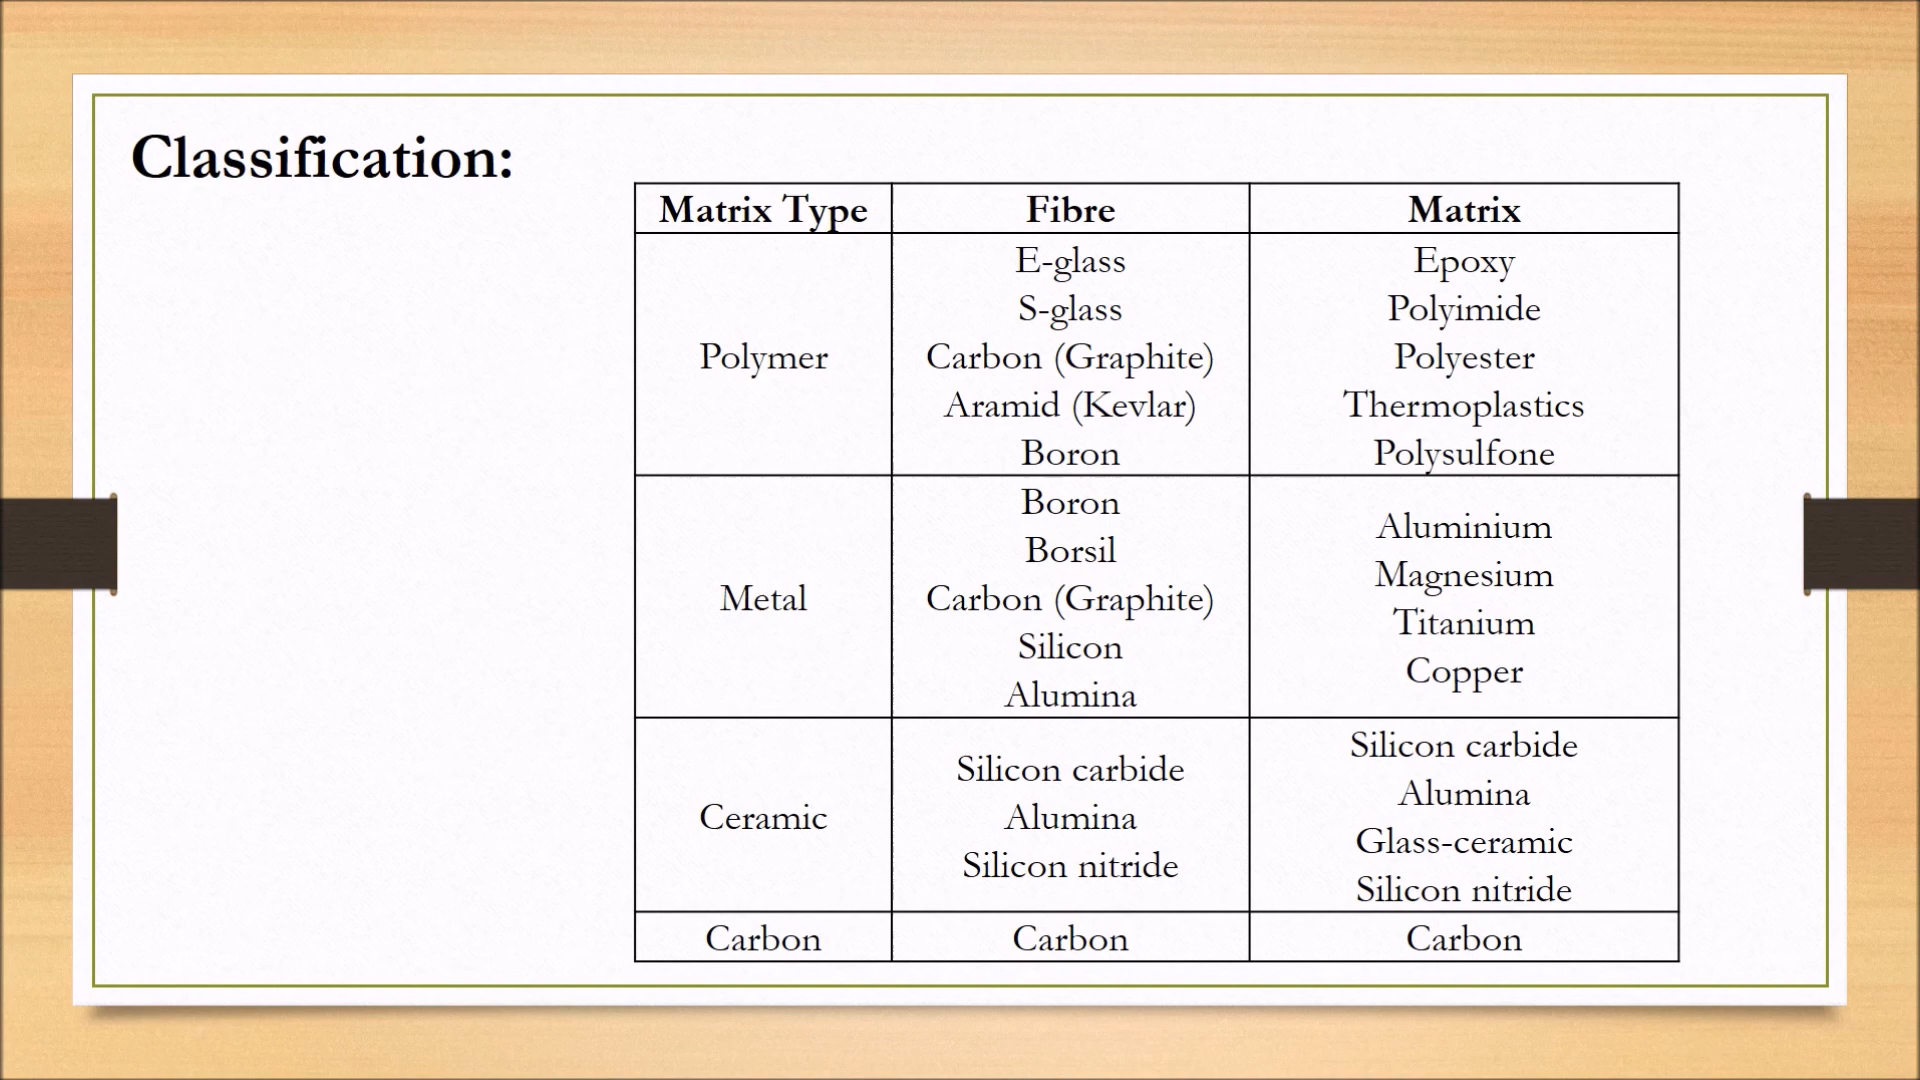 Classification:
Matrix Type Fibre Matrix
Polymer
E-glass
S-glass
Carbon (Graphite)
Aramid (Kevlar)
Boron
Epoxy
Polyimide
Polyester
Thermoplastics
Polysulfone
Metal
Boron
Borsil
Carbon (Graphite)
Silicon
Alumina
Aluminium
Magnesium
Titanium
Copper
Ceramic
Silicon carbide
Alumina
Silicon nitride
Silicon carbide
Alumina
Glass-ceramic
Silicon nitride
Carbon Carbon Carbon